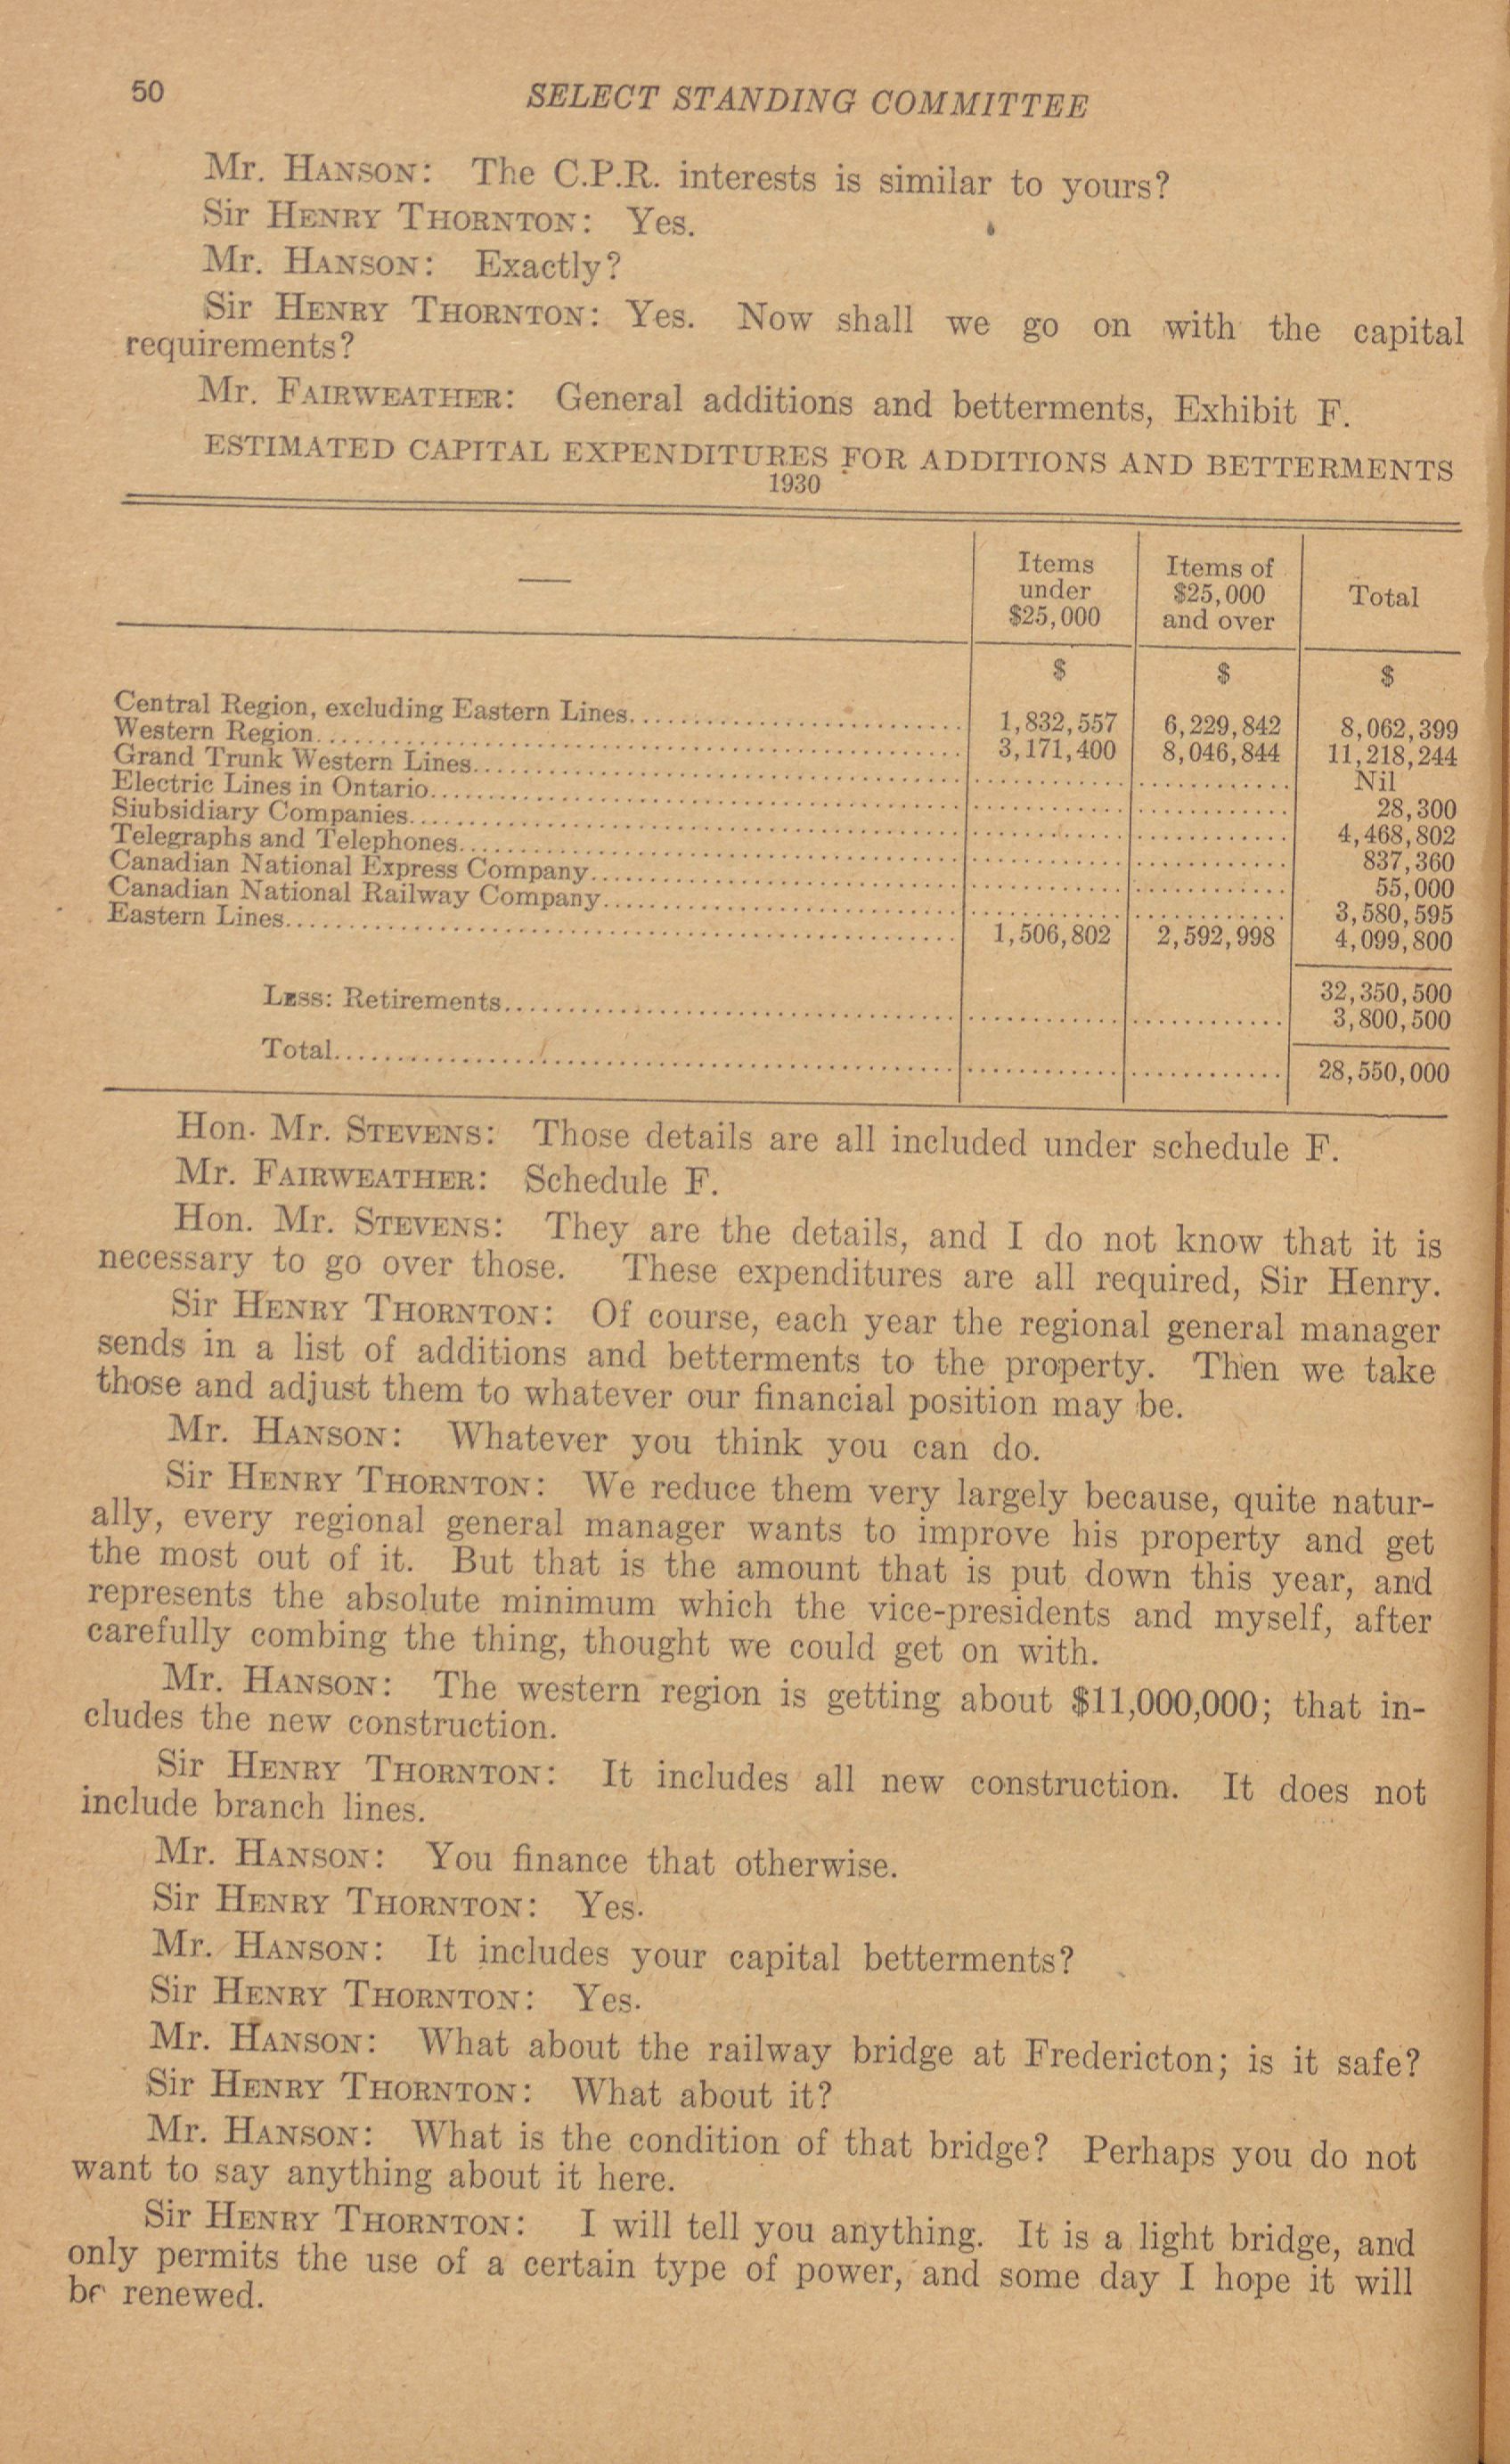 50
SELECT STANDING COMMITTEE
Mr. HANSON: The C.P.R. interests is similar to yours?
Sir HENRY THORNTON: Yes.
Mr. HANSON: Exactly?
Sir HENRY THORNTON: Yes. Now shall we go on with the capital
requirements?
Mr. FAIRWEATHER: General additions and betterments, Exhibit F.
ESTIMATED CAPITAL EXPENDITURES FOR ADDITIONS AND BETTERMENTS
1930
— Items under $25,000 Items of $25,000 and over Total
$ $ $
Central Region, excluding Eastern Lines 1,832,557 6,229,842 8,062,399
Western Region 3,171,400 8,046,844 11,218,244
Grand Trunk Western Lines Nil
Electric Lines in Ontario 28,300
Siubsidiary Companies 4,468,802
Telegraphs and Telephones 837,360
Canadian National Express Company 55,000
Canadian National Railway Company 3,580,595
Eastern Lines 1,506,802 2,592,998 4,099,800
32,350,500
LESS: Retirements 3,800,500
Total 28,550,000
Hon. Mr. STEVENS: Those details are all included under schedule F.
Mr. FAIRWEATHER: Schedule F.
Hon. Mr. STEVENS: They are the details, and I do not know that it is
necessary to go over those. These expenditures are all required, Sir Henry.
Sir HENRY THORNTON: Of course, each year the regional general manager
sends in a list of additions and betterments to the property. Then we take
those and adjust them to whatever our financial position may be.
Mr. HANSON: Whatever you think you can do.
Sir HENRY THORNTON: We reduce them very largely because, quite natur-
ally, every regional general manager wants to improve his property and get
the most out of it. But that is the amount that is put down this year, and
represents the absolute minimum which the vice-presidents and myself, after
carefully combing the thing, thought we could get on with.
Mr. HANSON: The western region is getting about $11,000,000; that in-
cludes the new construction.
Sir HENRY THORNTON: It includes all new construction. It does not
include branch lines.
Mr. HANSON: You finance that otherwise.
Sir HENRY THORNTON: Yes.
Mr. HANSON: It includes your capital betterments?
Sir HENRY THORNTON: Yes.
Mr. HANSON: What about the railway bridge at Fredericton; is it safe?
Sir HENRY THORNTON: What about it?
Mr. HANSON: What is the condition of that bridge? Perhaps you do not
want to say anything about it here.
Sir HENRY THORNTON: I will tell you anything. It is a light bridge, and
only permits the use of a certain type of power, and some day I hope it will
be renewed.